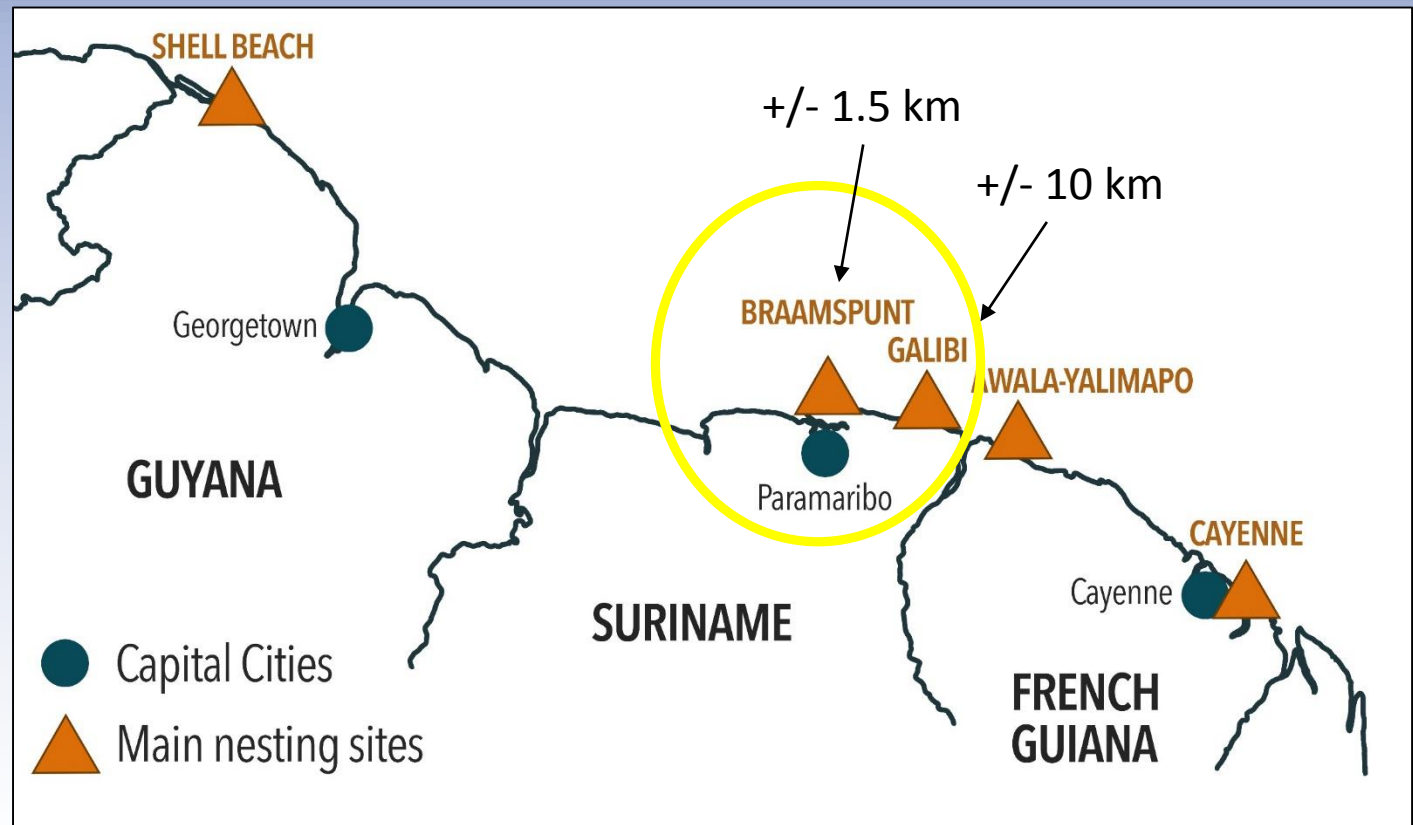 SHELL BEACH
+/- 1.5 km
+/- 10 km
BRAAMSPUNT
Georgetown
GALIBI
AWALA-YALIMAPO
GUYANA
Paramaribo
CAYENNE
Cayenne
SURINAME
Capital Cities
FRENCH
GUIANA
Main nesting sites